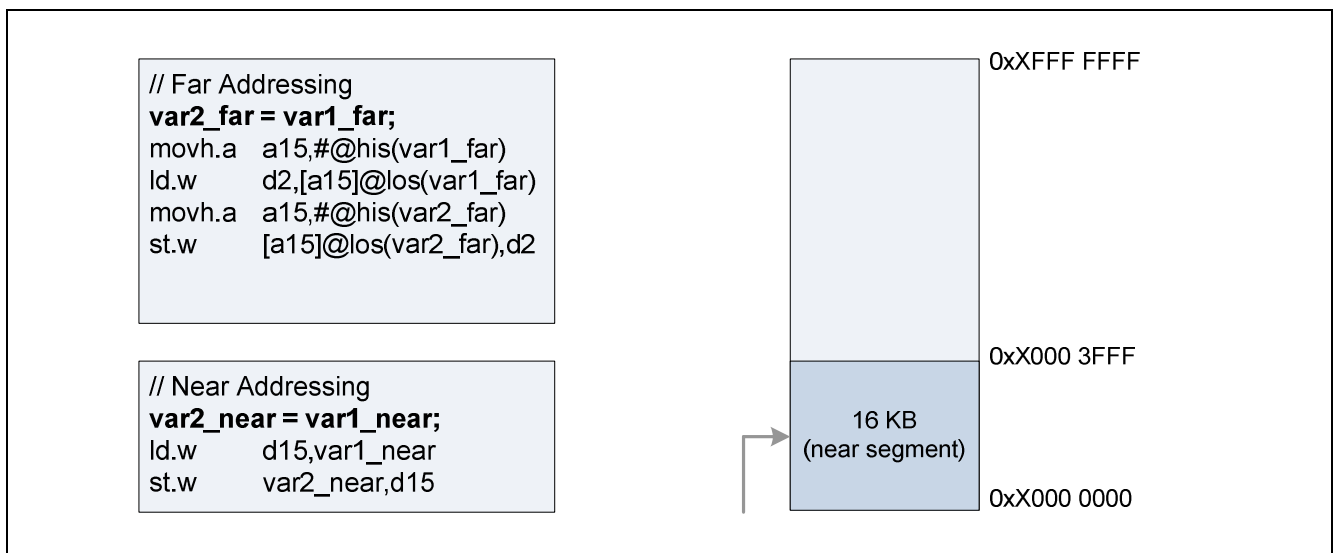 // Far Addressing
var2_far = var1_far;
movh.a a15,#@his(var1_far)
ld.w d2,[a15]@los(var1_far)
movh.a a15,#@his(var2_far)
st.w [a15]@los(var2_far),d2
// Near Addressing
var2_near = var1_near;
ld.w d15,var1_near
st.w var2_near,d15
0xXFFF FFFF
0xX000 3FFF
16 KB
(near segment)
0xX000 0000